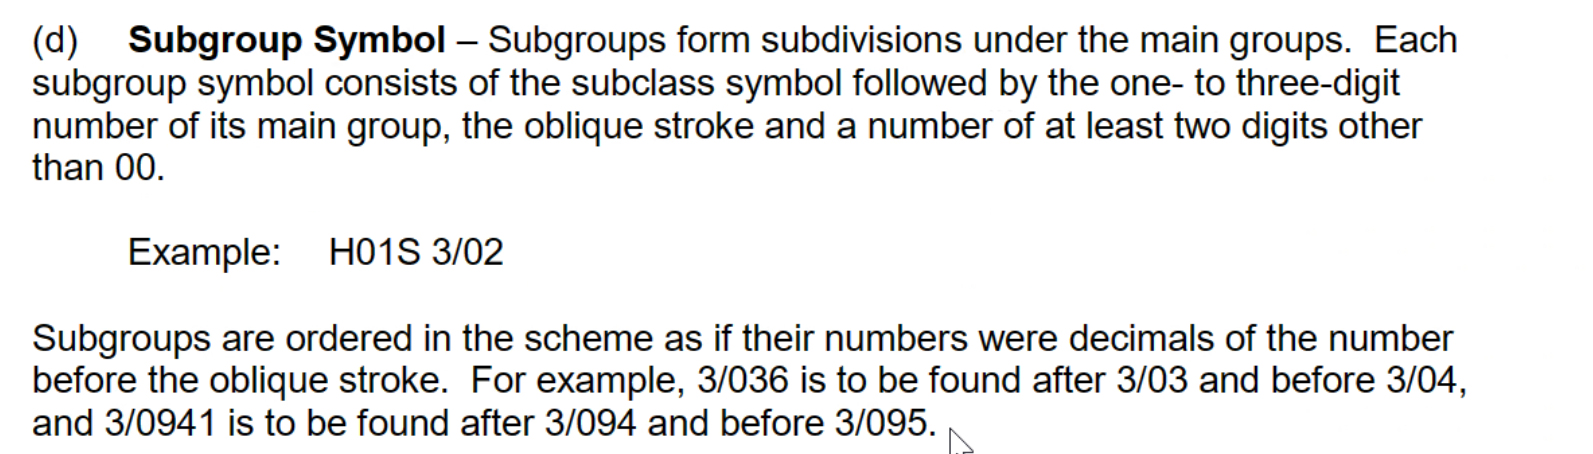 (d) Subgroup Symbol – Subgroups form subdivisions under the main groups. Each
subgroup symbol consists of the subclass symbol followed by the one- to three-digit
number of its main group, the oblique stroke and a number of at least two digits other
than 00.
Example: H01S 3/02
Subgroups are ordered in the scheme as if their numbers were decimals of the number
before the oblique stroke. For example, 3/036 is to be found after 3/03 and before 3/04,
and 3/0941 is to be found after 3/094 and before 3/095.